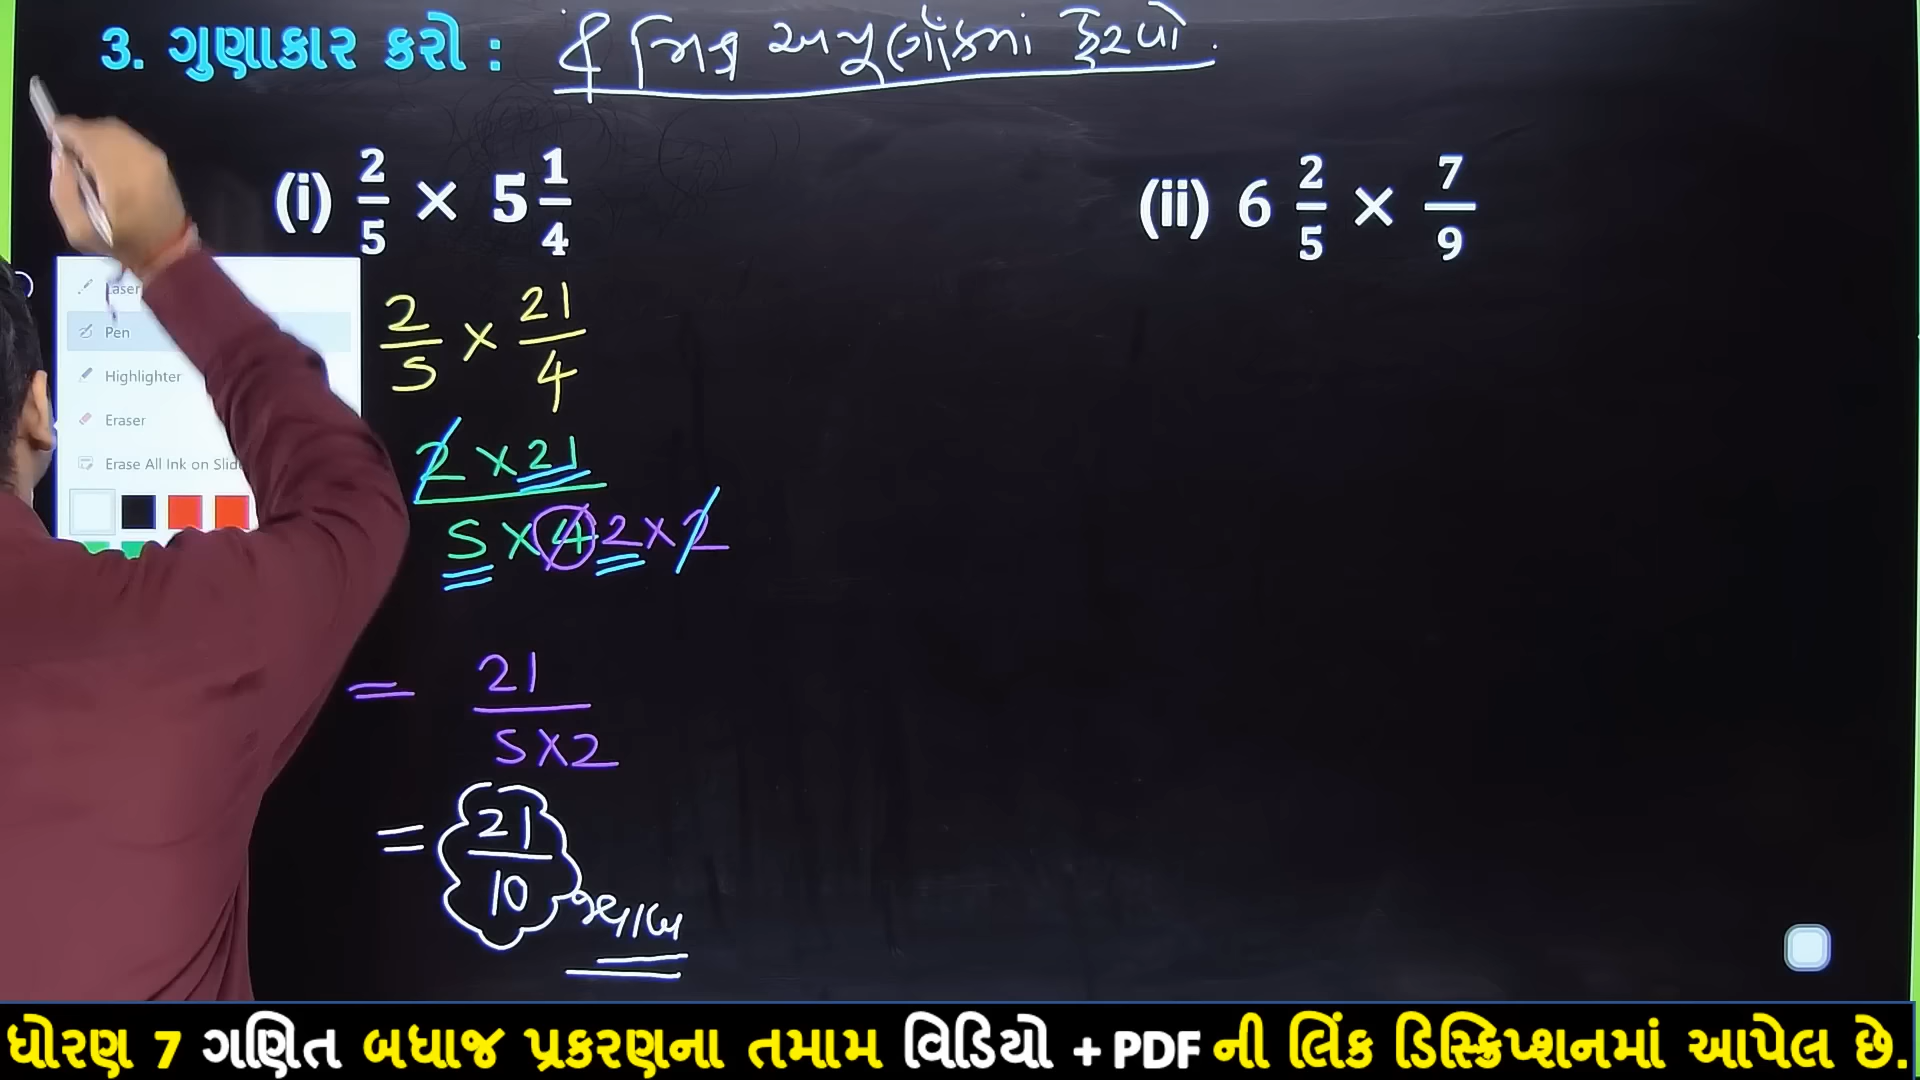 3. ગુણાકાર કરો : & મિશ્ર અપૂર્ણાંકમાં ફેરવો.
(i) 2/5 × 5 1/4
(ii) 6 2/5 × 7/9
Laser
Pen
Highlighter
Eraser
Erase All Ink on Slide
2/5 × 21/4
2 × 21
5 × 4 2 × 2
= 21
5 × 2
= 21/10 જવાબ
ધોરણ 7 ગણિત બધાજ પ્રકરણના તમામ વિડિયો + PDF ની લિંક ડિસ્ક્રિપ્શનમાં આપેલ છે.